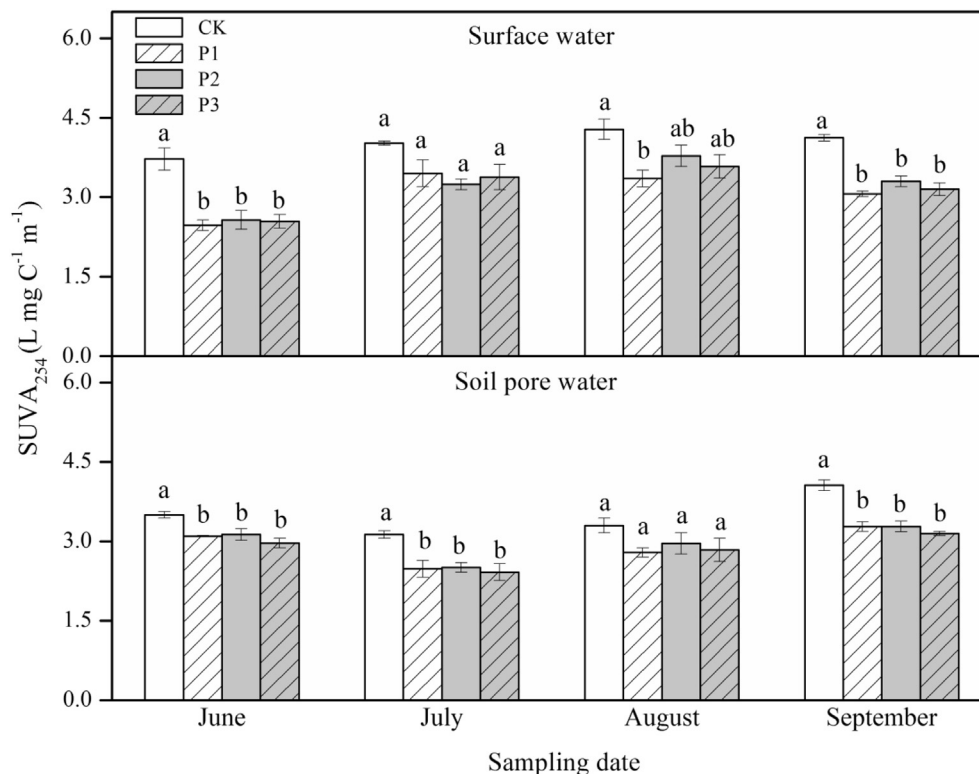 CK
P1
P2
P3
Surface water
6.0
4.5
3.0
1.5
0.0
a b b b
a a a a
a b ab ab
a b b b
SUVA254 (L mg C-1 m-1)
Soil pore water
6.0
4.5
3.0
1.5
0.0
a b b b
a b b b
a a a a
a b b b
June July August September
Sampling date